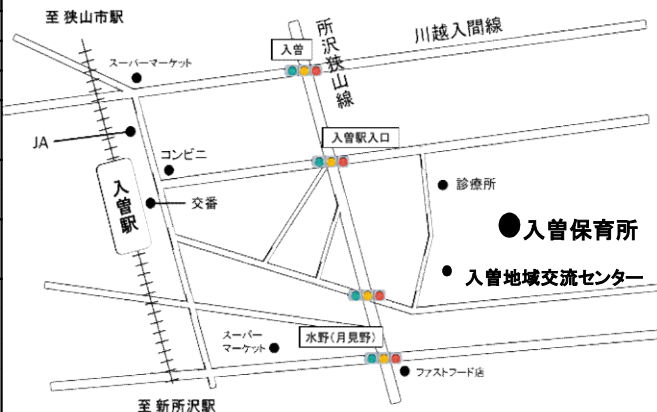 至 狭山市駅
入曽
所沢狭山線
川越入間線
スーパーマーケット
JA
コンビニ
入曽駅入口
入曽駅
交番
診療所
入曽保育所
入曽地域交流センター
スーパー
マーケット
水野(月見野)
ファストフード店
至 新所沢駅